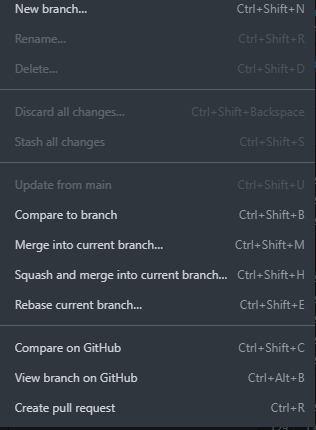 New branch... Ctrl+Shift+N
Rename... Ctrl+Shift+R
Delete... Ctrl+Shift+D
Discard all changes... Ctrl+Shift+Backspace
Stash all changes Ctrl+Shift+S
Update from main Ctrl+Shift+U
Compare to branch Ctrl+Shift+B
Merge into current branch... Ctrl+Shift+M
Squash and merge into current branch... Ctrl+Shift+H
Rebase current branch... Ctrl+Shift+E
Compare on GitHub Ctrl+Shift+C
View branch on GitHub Ctrl+Alt+B
Create pull request Ctrl+R